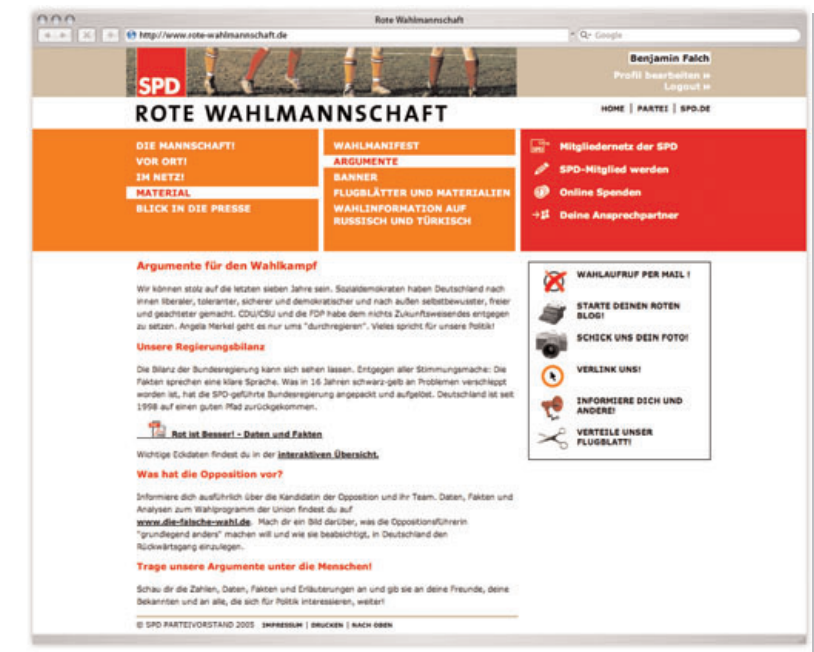 Rote Wahlmannschaft
http://www.rote-wahlmannschaft.de
Google
SPD
Benjamin Falch
Profil bearbeiten »
Logout »
ROTE WAHLMANNSCHAFT
HOME | PARTEI | SPD.DE
DIE MANNSCHAFT!
VOR ORT!
IM NETZ!
MATERIAL
BLICK IN DIE PRESSE
WAHLMANIFEST
ARGUMENTE
BANNER
FLUGBLÄTTER UND MATERIALIEN
WAHLINFORMATION AUF
RUSSISCH UND TÜRKISCH
Mitgliedernetz der SPD
SPD-Mitglied werden
Online Spenden
Deine Ansprechpartner
Argumente für den Wahlkampf
Wir können stolz auf die letzten sieben Jahre sein. Sozialdemokraten haben Deutschland nach
innen liberaler, toleranter, sicherer und demokratischer und nach außen selbstbewusster, freier
und geachteter gemacht. CDU/CSU und die FDP habe dem nichts Zukunftsweisendes entgegen
zu setzen. Angela Merkel geht es nur ums "durchregieren". Vieles spricht für unsere Politik!
Unsere Regierungsbilanz
Die Bilanz der Bundesregierung kann sich sehen lassen. Entgegen aller Stimmungsmache: Die
Fakten sprechen eine klare Sprache. Was in 16 Jahren schwarz-gelb an Problemen verschleppt
worden ist, hat die SPD-geführte Bundesregierung angepackt und aufgelöst. Deutschland ist seit
1998 auf einen guten Pfad zurückgekommen.
Rot ist Besser! - Daten und Fakten
Wichtige Eckdaten findest du in der interaktiven Übersicht.
Was hat die Opposition vor?
Informiere dich ausführlich über die Kandidatin der Opposition und ihr Team. Daten, Fakten und
Analysen zum Wahlprogramm der Union findest du auf
www.die-falsche-wahl.de. Mach dir ein Bild darüber, was die Oppositionsführerin
"grundlegend anders" machen will und wie sie beabsichtigt, in Deutschland den
Rückwärtsgang einzulegen.
Trage unsere Argumente unter die Menschen!
Schau dir die Zahlen, Daten, Fakten und Erläuterungen an und gib sie an deine Freunde, deine
Bekannten und an alle, die sich für Politik interessieren, weiter!
© SPD PARTEIVORSTAND 2005 IMPRESSUM | DRUCKEN | NACH OBEN
WAHLAUFRUF PER MAIL !
STARTE DEINEN ROTEN
BLOG!
SCHICK UNS DEIN FOTO!
VERLINK UNS!
INFORMIERE DICH UND
ANDERE!
VERTEILE UNSER
FLUGBLATT!